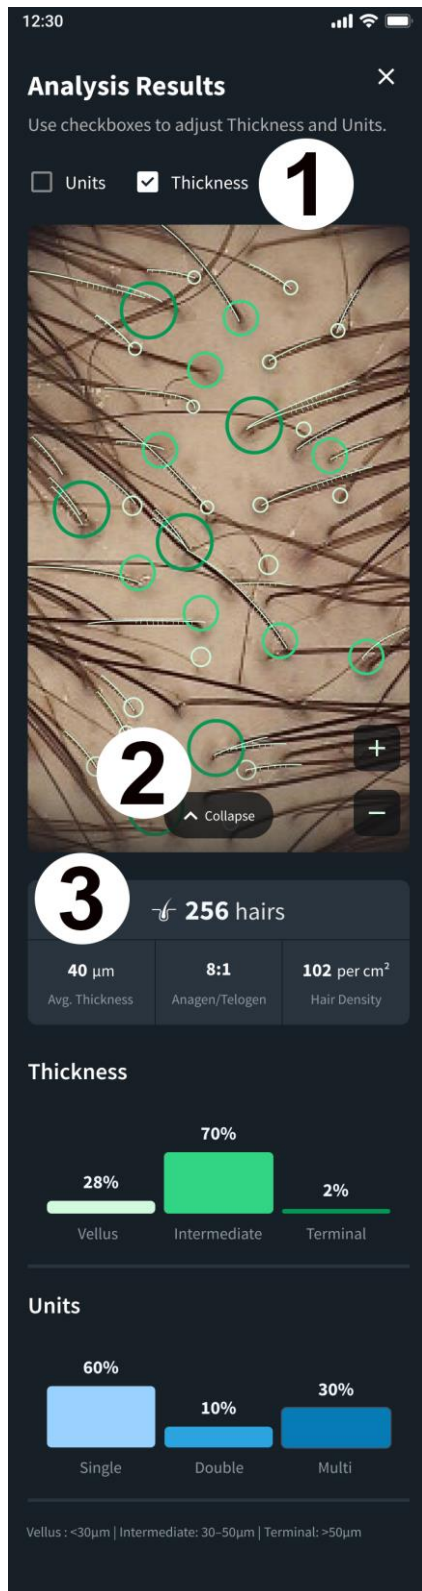 12:30
Analysis Results
Use checkboxes to adjust Thickness and Units.
Units Thickness 1
+
2
Collapse
−
3
256 hairs
40 µm 8:1 102 per cm²
Avg. Thickness Anagen/Telogen Hair Density
Thickness
70%
28%
2%
Vellus Intermediate Terminal
Units
60%
30%
10%
Single Double Multi
Vellus : <30µm | Intermediate: 30–50µm | Terminal: >50µm